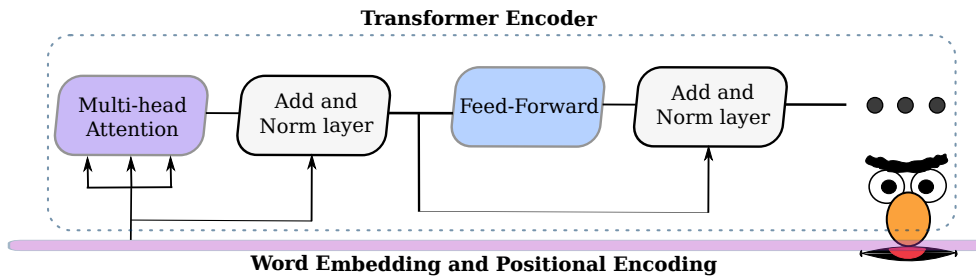 Transformer Encoder
Multi-head
Attention
Add and
Norm layer
Feed-Forward
Add and
Norm layer
Word Embedding and Positional Encoding